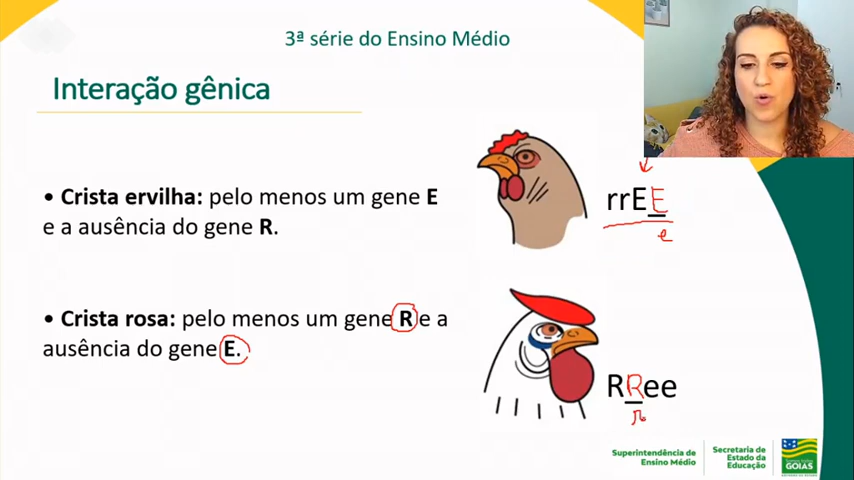 3ª série do Ensino Médio
Interação gênica
• Crista ervilha: pelo menos um gene E
e a ausência do gene R.
rrEE
e
• Crista rosa: pelo menos um gene R e a
ausência do gene E.
RRee
r
Superintendência de
Ensino Médio
Secretaria de
Estado da
Educação
GOIÁS